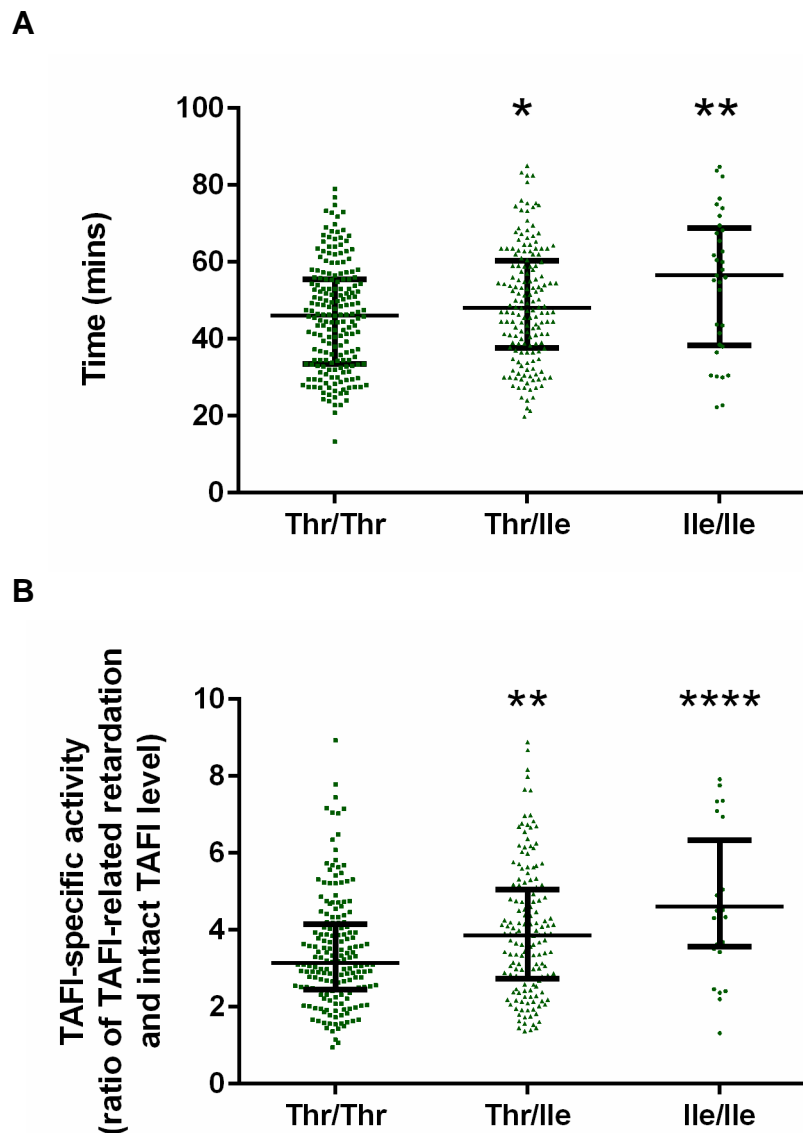 A
* **
100
80
60
40
20
0
Time (mins)
Thr/Thr Thr/Ile Ile/Ile
B
** ****
10
8
6
4
2
0
TAFI-specific activity
(ratio of TAFI-related retardation
and intact TAFI level)
Thr/Thr Thr/Ile Ile/Ile